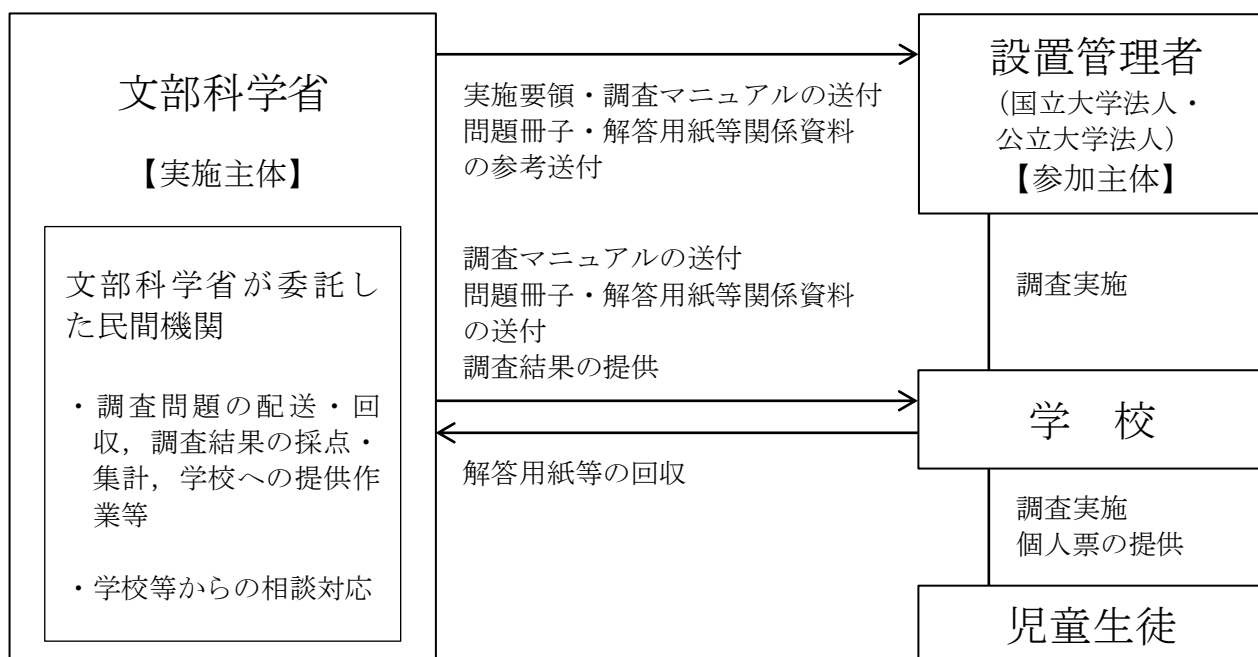 文部科学省
【実施主体】
文部科学省が委託し
た民間機関
・調査問題の配送・回
収，調査結果の採点・
集計，学校への提供作
業等
・学校等からの相談対応
実施要領・調査マニュアルの送付
問題冊子・解答用紙等関係資料
の参考送付
調査マニュアルの送付
問題冊子・解答用紙等関係資料
の送付
調査結果の提供
解答用紙等の回収
設置管理者
（国立大学法人・
公立大学法人）
【参加主体】
調査実施
学　校
調査実施
個人票の提供
児童生徒